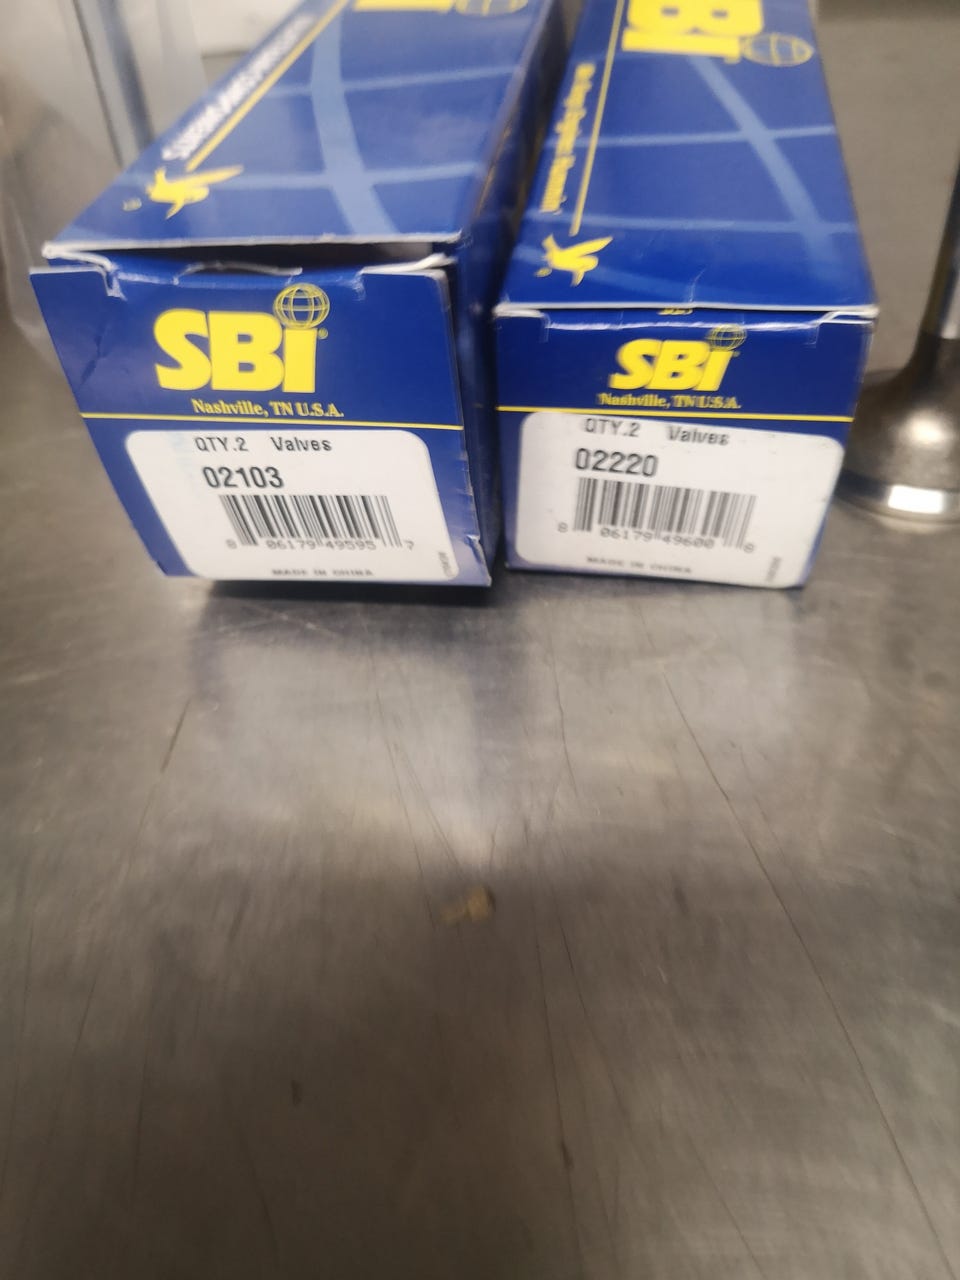 SBI
Nashville, TN U.S.A.
QTY.2 Valves
02103
8 06179 49595 7
MADE IN CHINA
SBI
SBI
Nashville, TN U.S.A.
QTY.2 Valves
02220
8 06179 49600 8
MADE IN CHINA